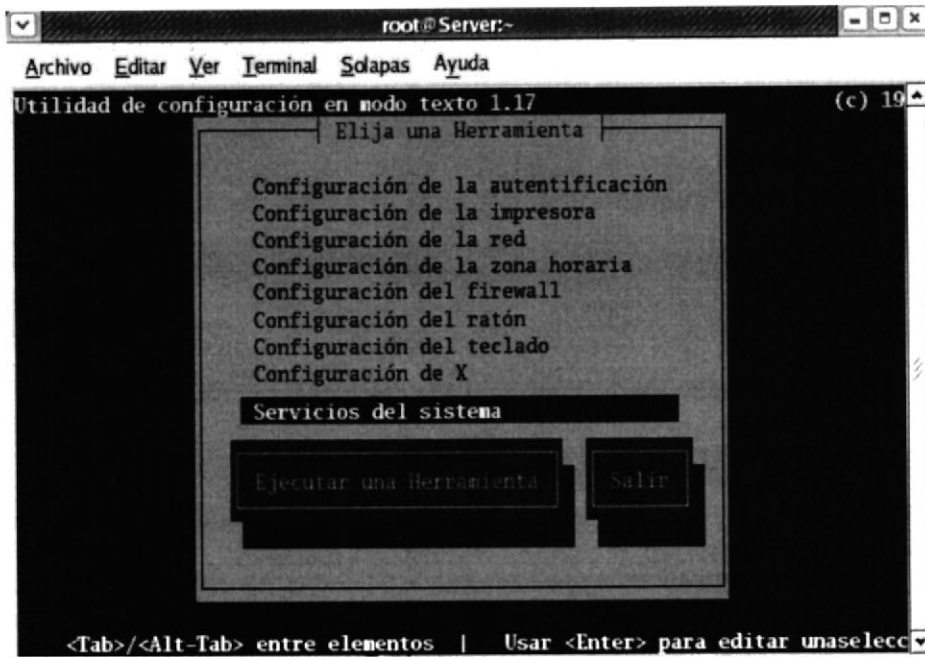 root@Server:~
Archivo Editar Ver Terminal Solapas Ayuda
Utilidad de configuración en modo texto 1.17 (c) 19
Elija una Herramienta
Configuración de la autentificación
Configuración de la impresora
Configuración de la red
Configuración de la zona horaria
Configuración del firewall
Configuración del ratón
Configuración del teclado
Configuración de X
Servicios del sistema
Ejecutar una Herramienta Salir
<Tab>/<Alt-Tab> entre elementos | Usar <Enter> para editar unaselecc